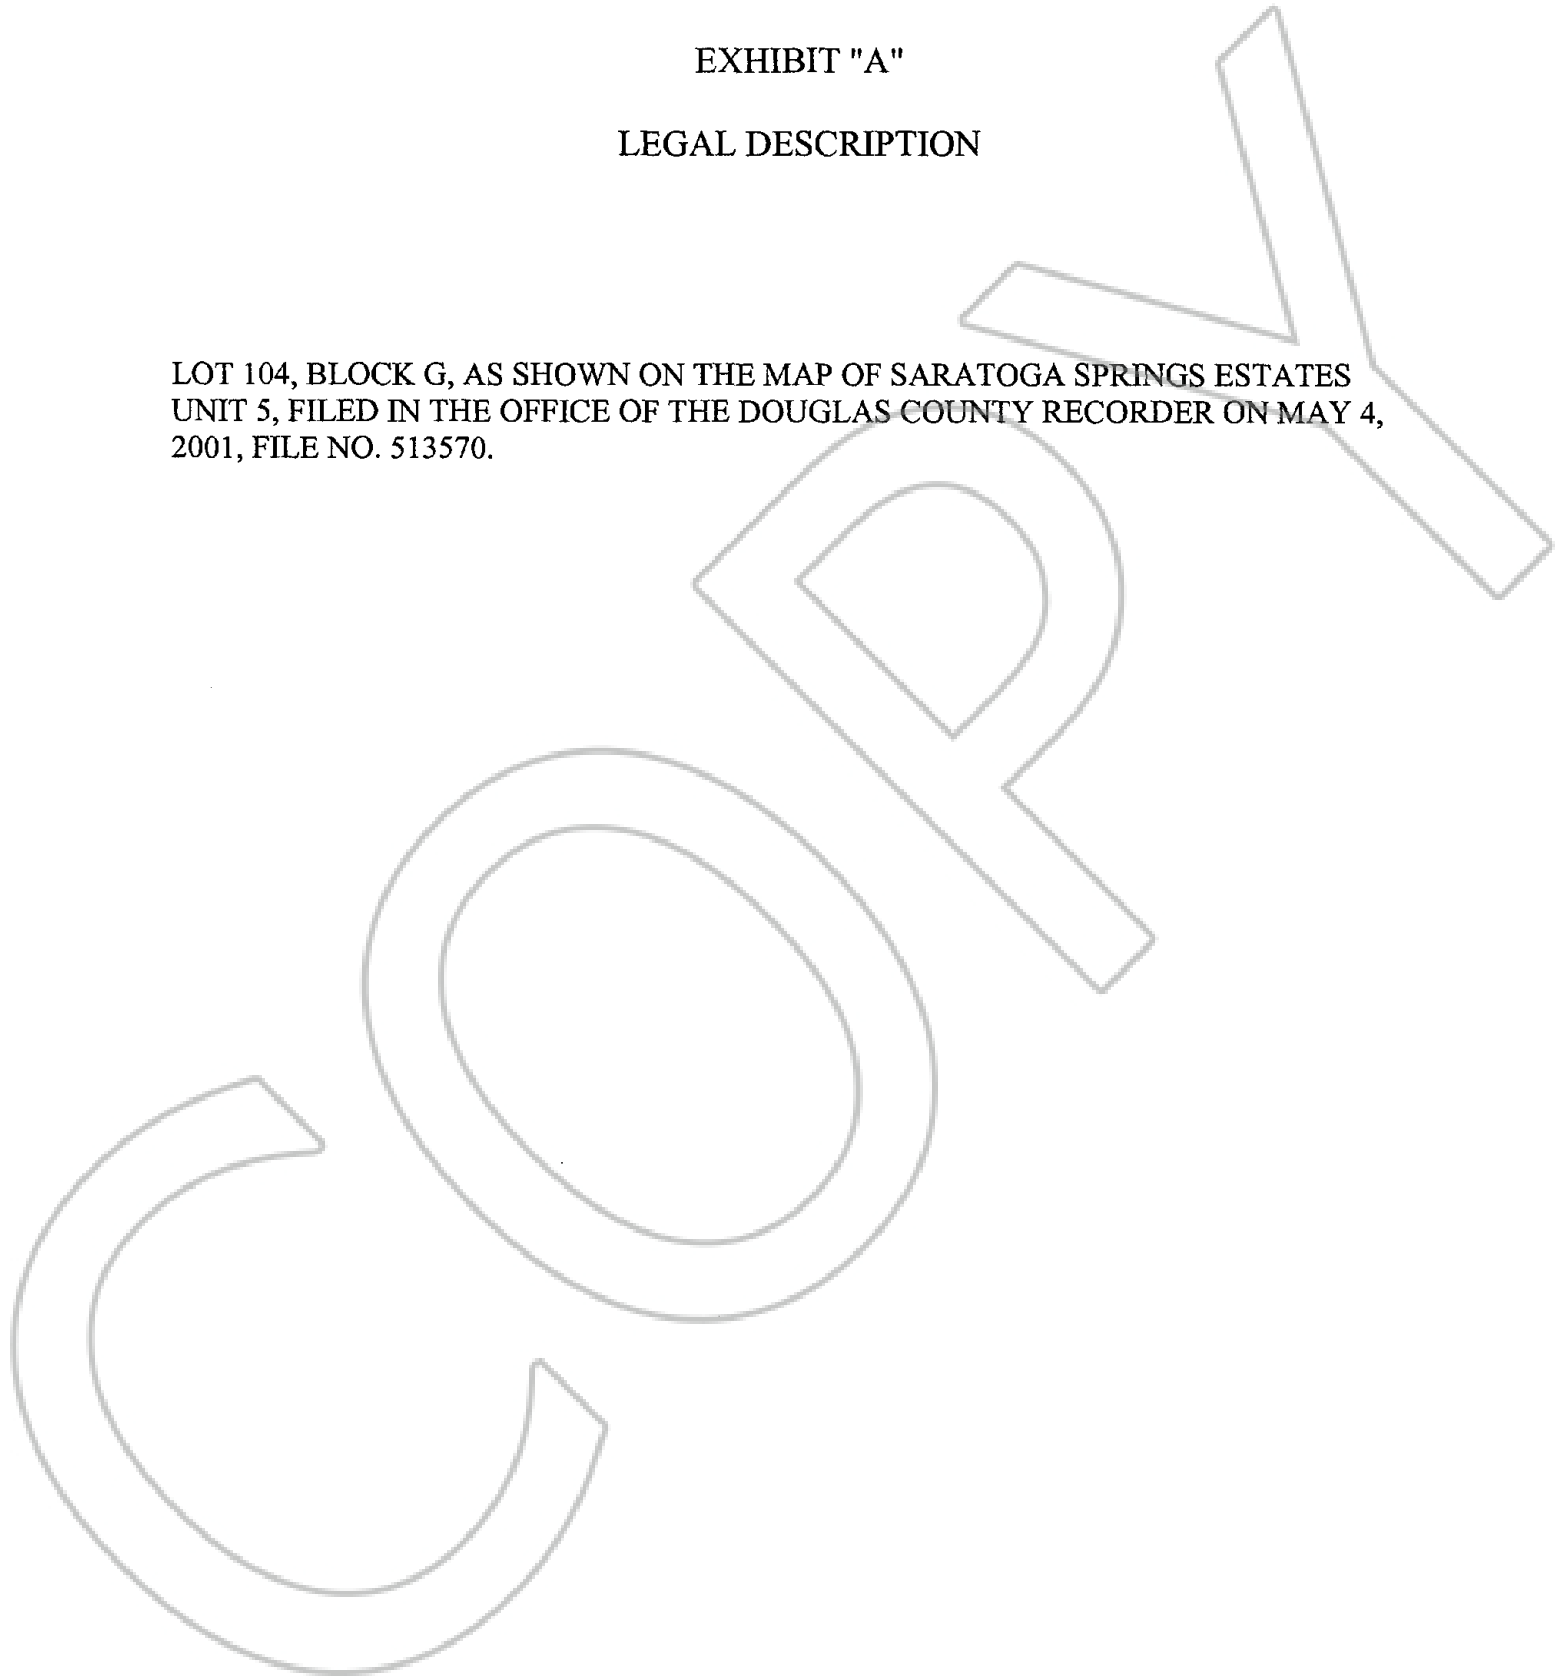 EXHIBIT "A"
LEGAL DESCRIPTION
LOT 104, BLOCK G, AS SHOWN ON THE MAP OF SARATOGA SPRINGS ESTATES
UNIT 5, FILED IN THE OFFICE OF THE DOUGLAS COUNTY RECORDER ON MAY 4,
2001, FILE NO. 513570.
COPY